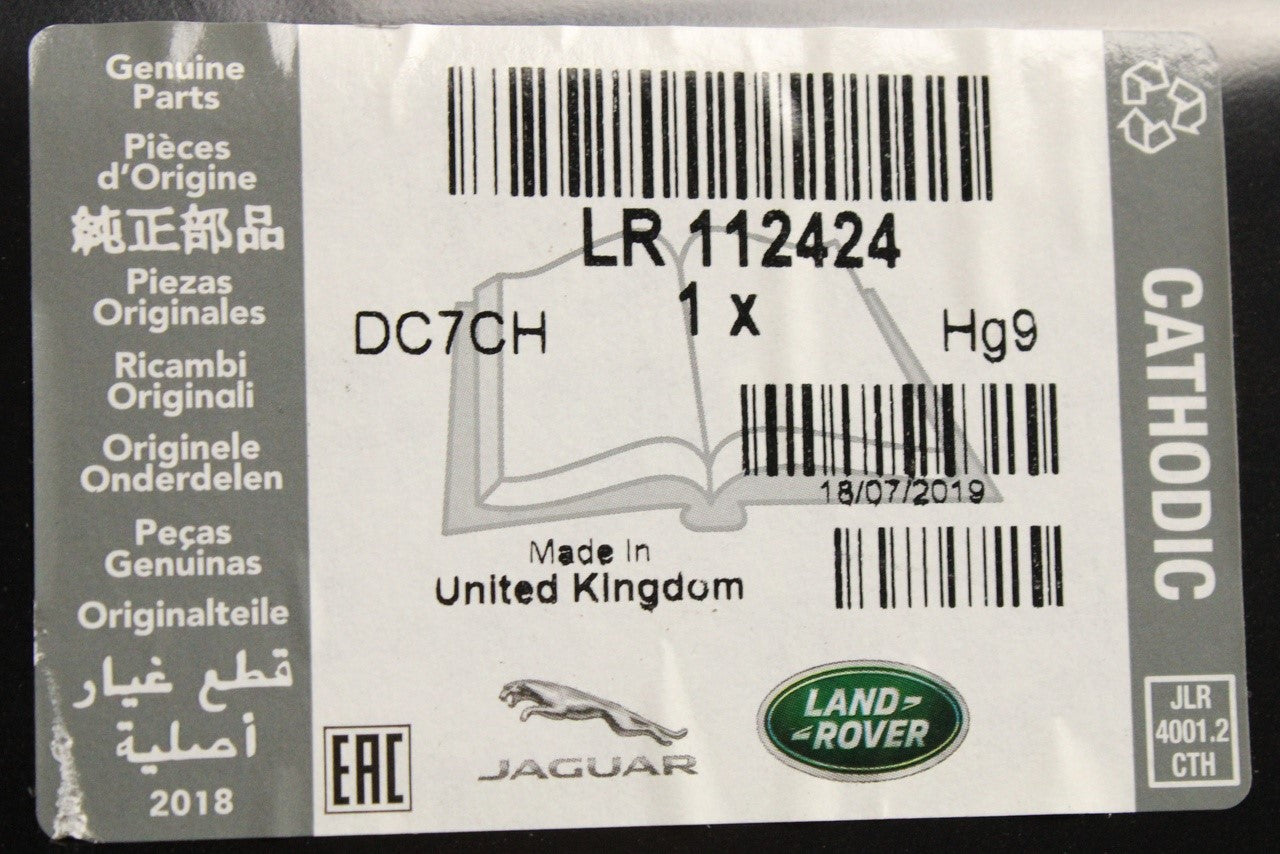 Genuine
Parts
Pièces
d'Origine
純正部品
Piezas
Originales
Ricambi
Originali
Originele
Onderdelen
Peças
Genuinas
Originalteile
قطع غيار
أصلية
2018
LR 112424
1 x
DC7CH
Hg9
18/07/2019
Made In
United Kingdom
EAC
JAGUAR
LAND-
-ROVER
CATHODIC
JLR
4001.2
CTH